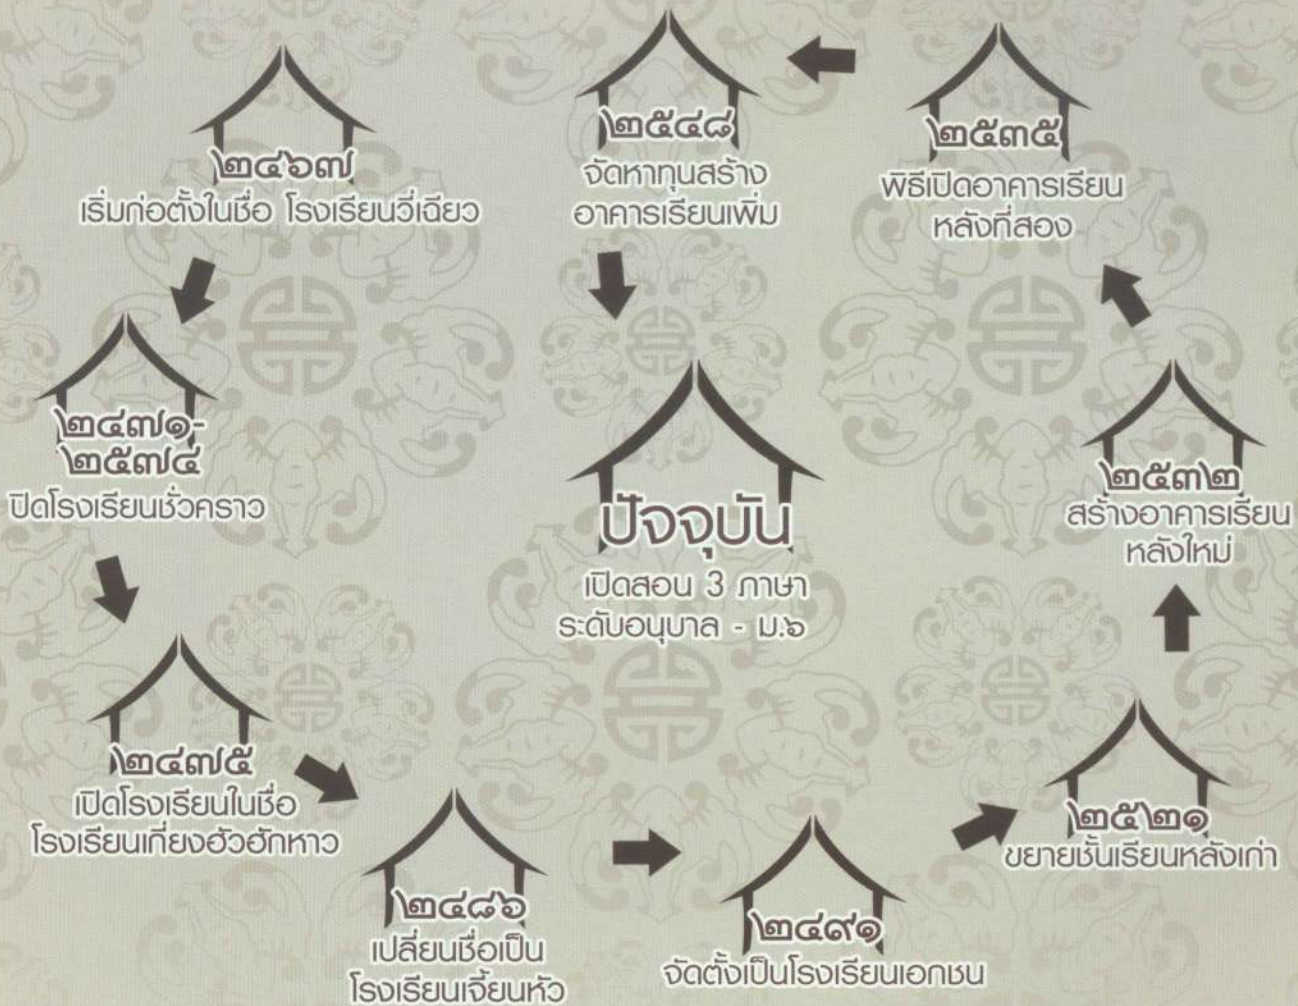 ๒๔๖๗
เริ่มก่อตั้งในชื่อ โรงเรียนวี่เฉียว
๒๔๗๑-
๒๕๗๔
ปิดโรงเรียนชั่วคราว
๒๔๗๕
เปิดโรงเรียนในชื่อ
โรงเรียนเกี่ยงฮัวฮักหาว
๒๔๘๖
เปลี่ยนชื่อเป็น
โรงเรียนเจี้ยนหัว
๒๔๙๑
จัดตั้งเป็นโรงเรียนเอกชน
๒๕๒๑
ขยายชั้นเรียนหลังเก่า
๒๕๓๒
สร้างอาคารเรียน
หลังใหม่
๒๕๓๕
พิธีเปิดอาคารเรียน
หลังที่สอง
๒๕๔๘
จัดหาทุนสร้าง
อาคารเรียนเพิ่ม
ปัจจุบัน
เปิดสอน 3 ภาษา
ระดับอนุบาล - ม.๖